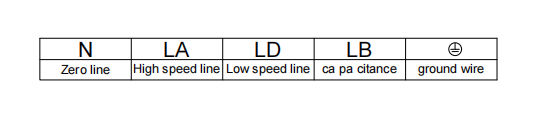 N LA LD LB ⏚
Zero line High speed line Low speed line ca pa citance ground wire